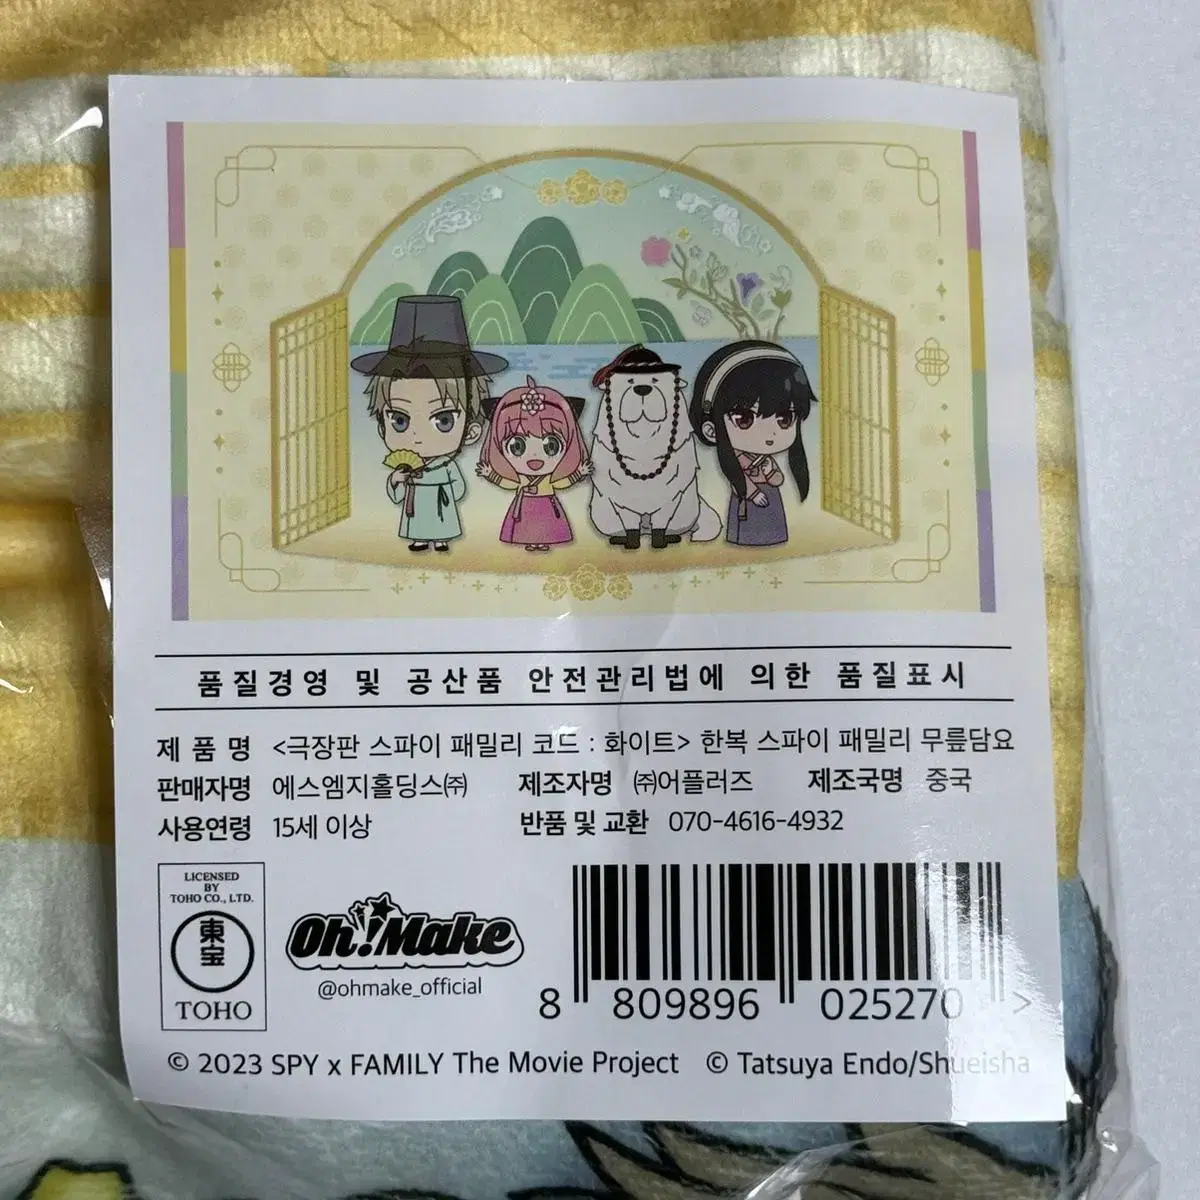 품질경영 및 공산품 안전관리법에 의한 품질표시
제 품 명 <극장판 스파이 패밀리 코드 : 화이트> 한복 스파이 패밀리 무릎담요
판매자명 에스엠지홀딩스㈜ 제조자명 ㈜어플러즈 제조국명 중국
사용연령 15세 이상 반품 및 교환 070-4616-4932
LICENSED
BY
TOHO CO., LTD.
東宝
TOHO
Oh!Make
@ohmake_official
8 809896 025270 >
© 2023 SPY x FAMILY The Movie Project © Tatsuya Endo/Shueisha